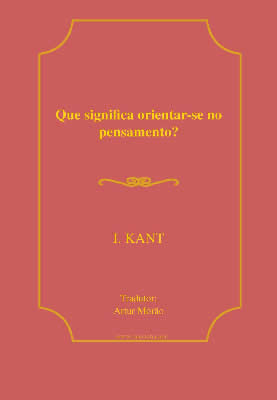 Que significa orientar-se no
pensamento?
I. KANT
Tradutor:
Artur Morão